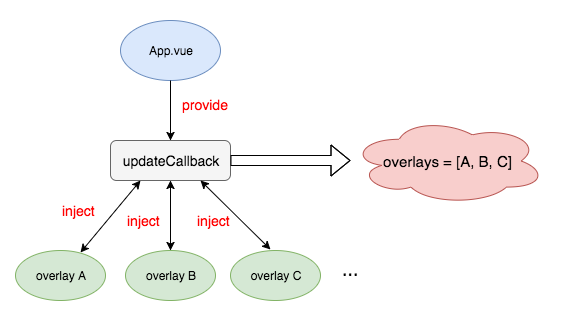 App.vue
provide
updateCallback
overlays = [A, B, C]
inject
inject
inject
overlay A
overlay B
overlay C
...